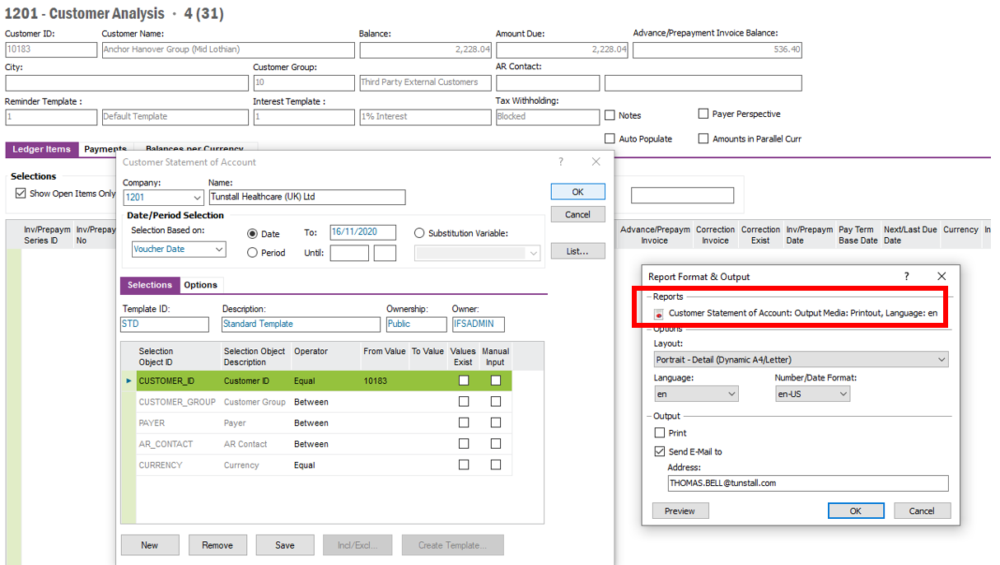 1201 - Customer Analysis · 4 (31)
Customer ID: Customer Name: Balance: Amount Due: Advance/Prepayment Invoice Balance:
10183 Anchor Hanover Group (Mid Lothian) 2,228.04 2,228.04 536.40
City: Customer Group: AR Contact:
10 Third Party External Customers
Reminder Template : Interest Template : Tax Withholding:
1 Default Template 1 1% Interest Blocked Notes Payer Perspective
Auto Populate Amounts in Parallel Curr
Ledger Items Payments Balances per Currency
Selections
Show Open Items Only
Inv/Prepaym Series ID Inv/Prepay No Advance/Prepaym Invoice Correction Invoice Correction Exist Inv/Prepaym Date Pay Term Base Date Next/Last Due Date Currency
Customer Statement of Account ?
Company: Name:
1201 Tunstall Healthcare (UK) Ltd OK
Date/Period Selection Cancel
Selection Based on: Date To: 16/11/2020 Substitution Variable:
Voucher Date Period Until: List...
Selections Options
Template ID: Description: Ownership: Owner:
STD Standard Template Public IFSADMIN
Selection Object ID Selection Object Description Operator From Value To Value Values Exist Manual Input
CUSTOMER_ID Customer ID Equal 10183
CUSTOMER_GROUP Customer Group Between
PAYER Payer Between
AR_CONTACT AR Contact Between
CURRENCY Currency Equal
New Remove Save Incl/Excl... Create Template...
Report Format & Output ?
Reports
Customer Statement of Account: Output Media: Printout, Language: en
Options
Layout:
Portrait - Detail (Dynamic A4/Letter)
Language: Number/Date Format:
en en-US
Output
Print
Send E-Mail to
Address:
THOMAS.BELL@tunstall.com
Preview OK Cancel